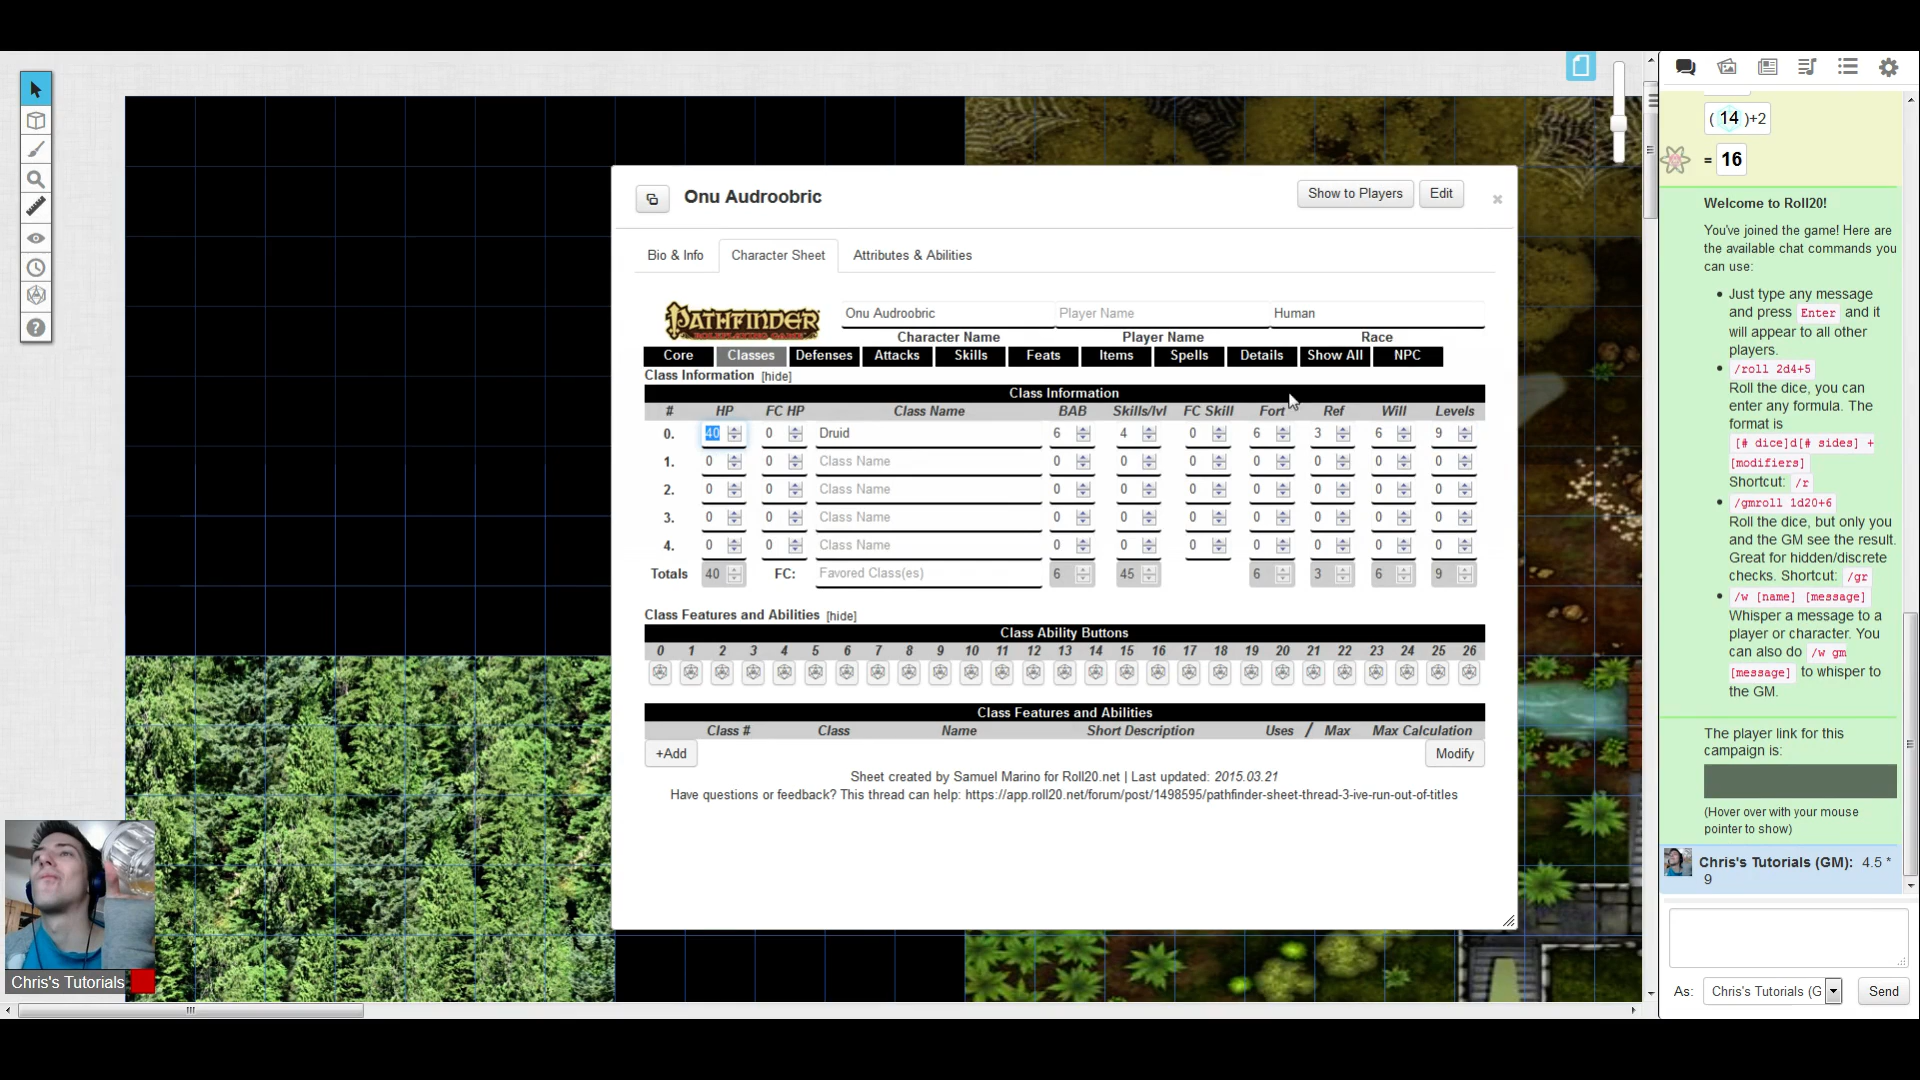 Onu Audroobric
Show to Players
Edit
×
Bio & Info
Character Sheet
Attributes & Abilities
PATHFINDER
ROLEPLAYING GAME
Onu Audroobric
Player Name
Human
Character Name
Player Name
Race
Core Classes Defenses Attacks Skills Feats Items Spells Details Show All NPC
Class Information [hide]
Class Information
# HP FC HP Class Name BAB Skills/lvl FC Skill Fort Ref Will Levels
0. 40 0 Druid 6 4 0 6 3 6 9
1. 0 0 Class Name 0 0 0 0 0 0 0
2. 0 0 Class Name 0 0 0 0 0 0 0
3. 0 0 Class Name 0 0 0 0 0 0 0
4. 0 0 Class Name 0 0 0 0 0 0 0
Totals 40 FC: Favored Class(es) 6 45 6 3 6 9
Class Features and Abilities [hide]
Class Ability Buttons
0 1 2 3 4 5 6 7 8 9 10 11 12 13 14 15 16 17 18 19 20 21 22 23 24 25 26
Class Features and Abilities
Class # Class Name Short Description Uses / Max Max Calculation
+Add
Modify
Sheet created by Samuel Marino for Roll20.net | Last updated: 2015.03.21
Have questions or feedback? This thread can help: https://app.roll20.net/forum/post/1498595/pathfinder-sheet-thread-3-ive-run-out-of-titles
Chris's Tutorials
(14)+2
= 16
Welcome to Roll20!
You've joined the game! Here are
the available chat commands you
can use:
• Just type any message
and press Enter and it
will appear to all other
players.
• /roll 2d4+5
Roll the dice, you can
enter any formula. The
format is
[# dice]d[# sides] +
[modifiers]
Shortcut: /r
• /gmroll 1d20+6
Roll the dice, but only you
and the GM see the result.
Great for hidden/discrete
checks. Shortcut: /gr
• /w [name] [message]
Whisper a message to a
player or character. You
can also do /w gm
[message] to whisper to
the GM.
The player link for this
campaign is:
(Hover over with your mouse
pointer to show)
Chris's Tutorials (GM): 4.5 *
9
As: Chris's Tutorials (G
Send